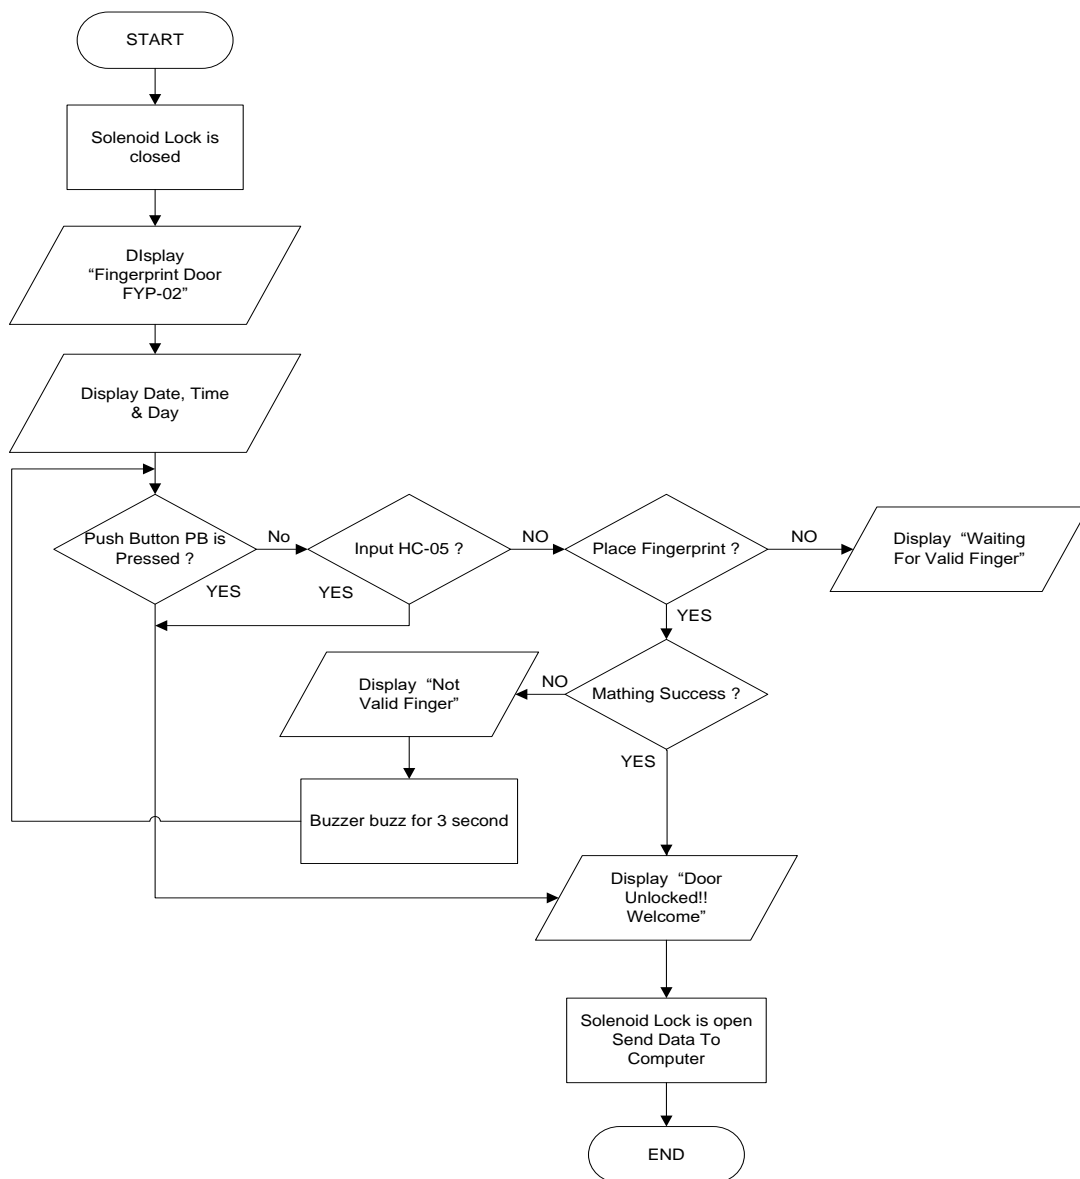 START
Solenoid Lock is
closed
DIsplay
“Fingerprint Door
FYP-02”
Display Date, Time
& Day
Push Button PB is
Pressed ?
No
YES
Input HC-05 ?
NO
YES
Place Fingerprint ?
NO
YES
Display “Waiting
For Valid Finger”
Mathing Success ?
NO
YES
Display “Not
Valid Finger”
Buzzer buzz for 3 second
Display “Door
Unlocked!!
Welcome”
Solenoid Lock is open
Send Data To
Computer
END